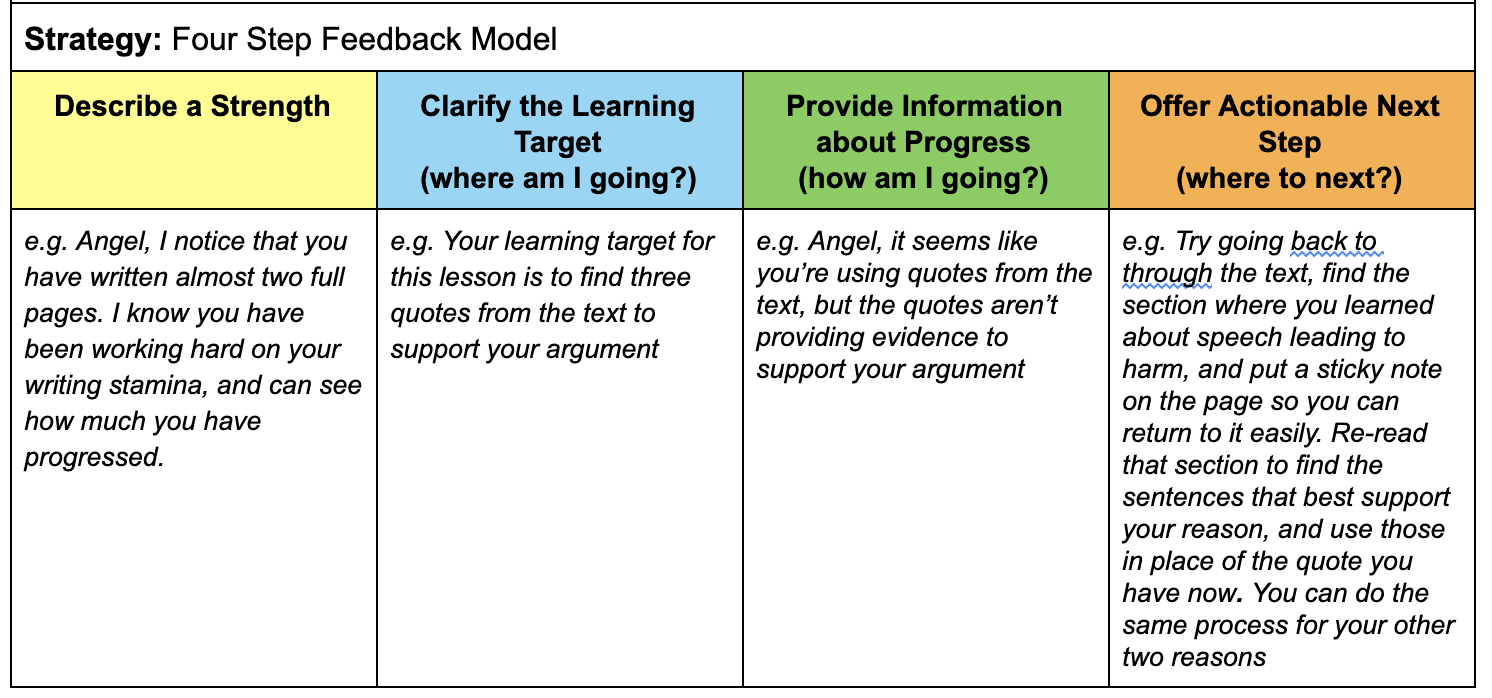 Strategy: Four Step Feedback Model
Describe a Strength
Clarify the Learning
Target
(where am I going?)
Provide Information
about Progress
(how am I going?)
Offer Actionable Next
Step
(where to next?)
e.g. Angel, I notice that you
have written almost two full
pages. I know you have
been working hard on your
writing stamina, and can see
how much you have
progressed.
e.g. Your learning target for
this lesson is to find three
quotes from the text to
support your argument
e.g. Angel, it seems like
you’re using quotes from the
text, but the quotes aren’t
providing evidence to
support your argument
e.g. Try going back to
through the text, find the
section where you learned
about speech leading to
harm, and put a sticky note
on the page so you can
return to it easily. Re-read
that section to find the
sentences that best support
your reason, and use those
in place of the quote you
have now. You can do the
same process for your other
two reasons